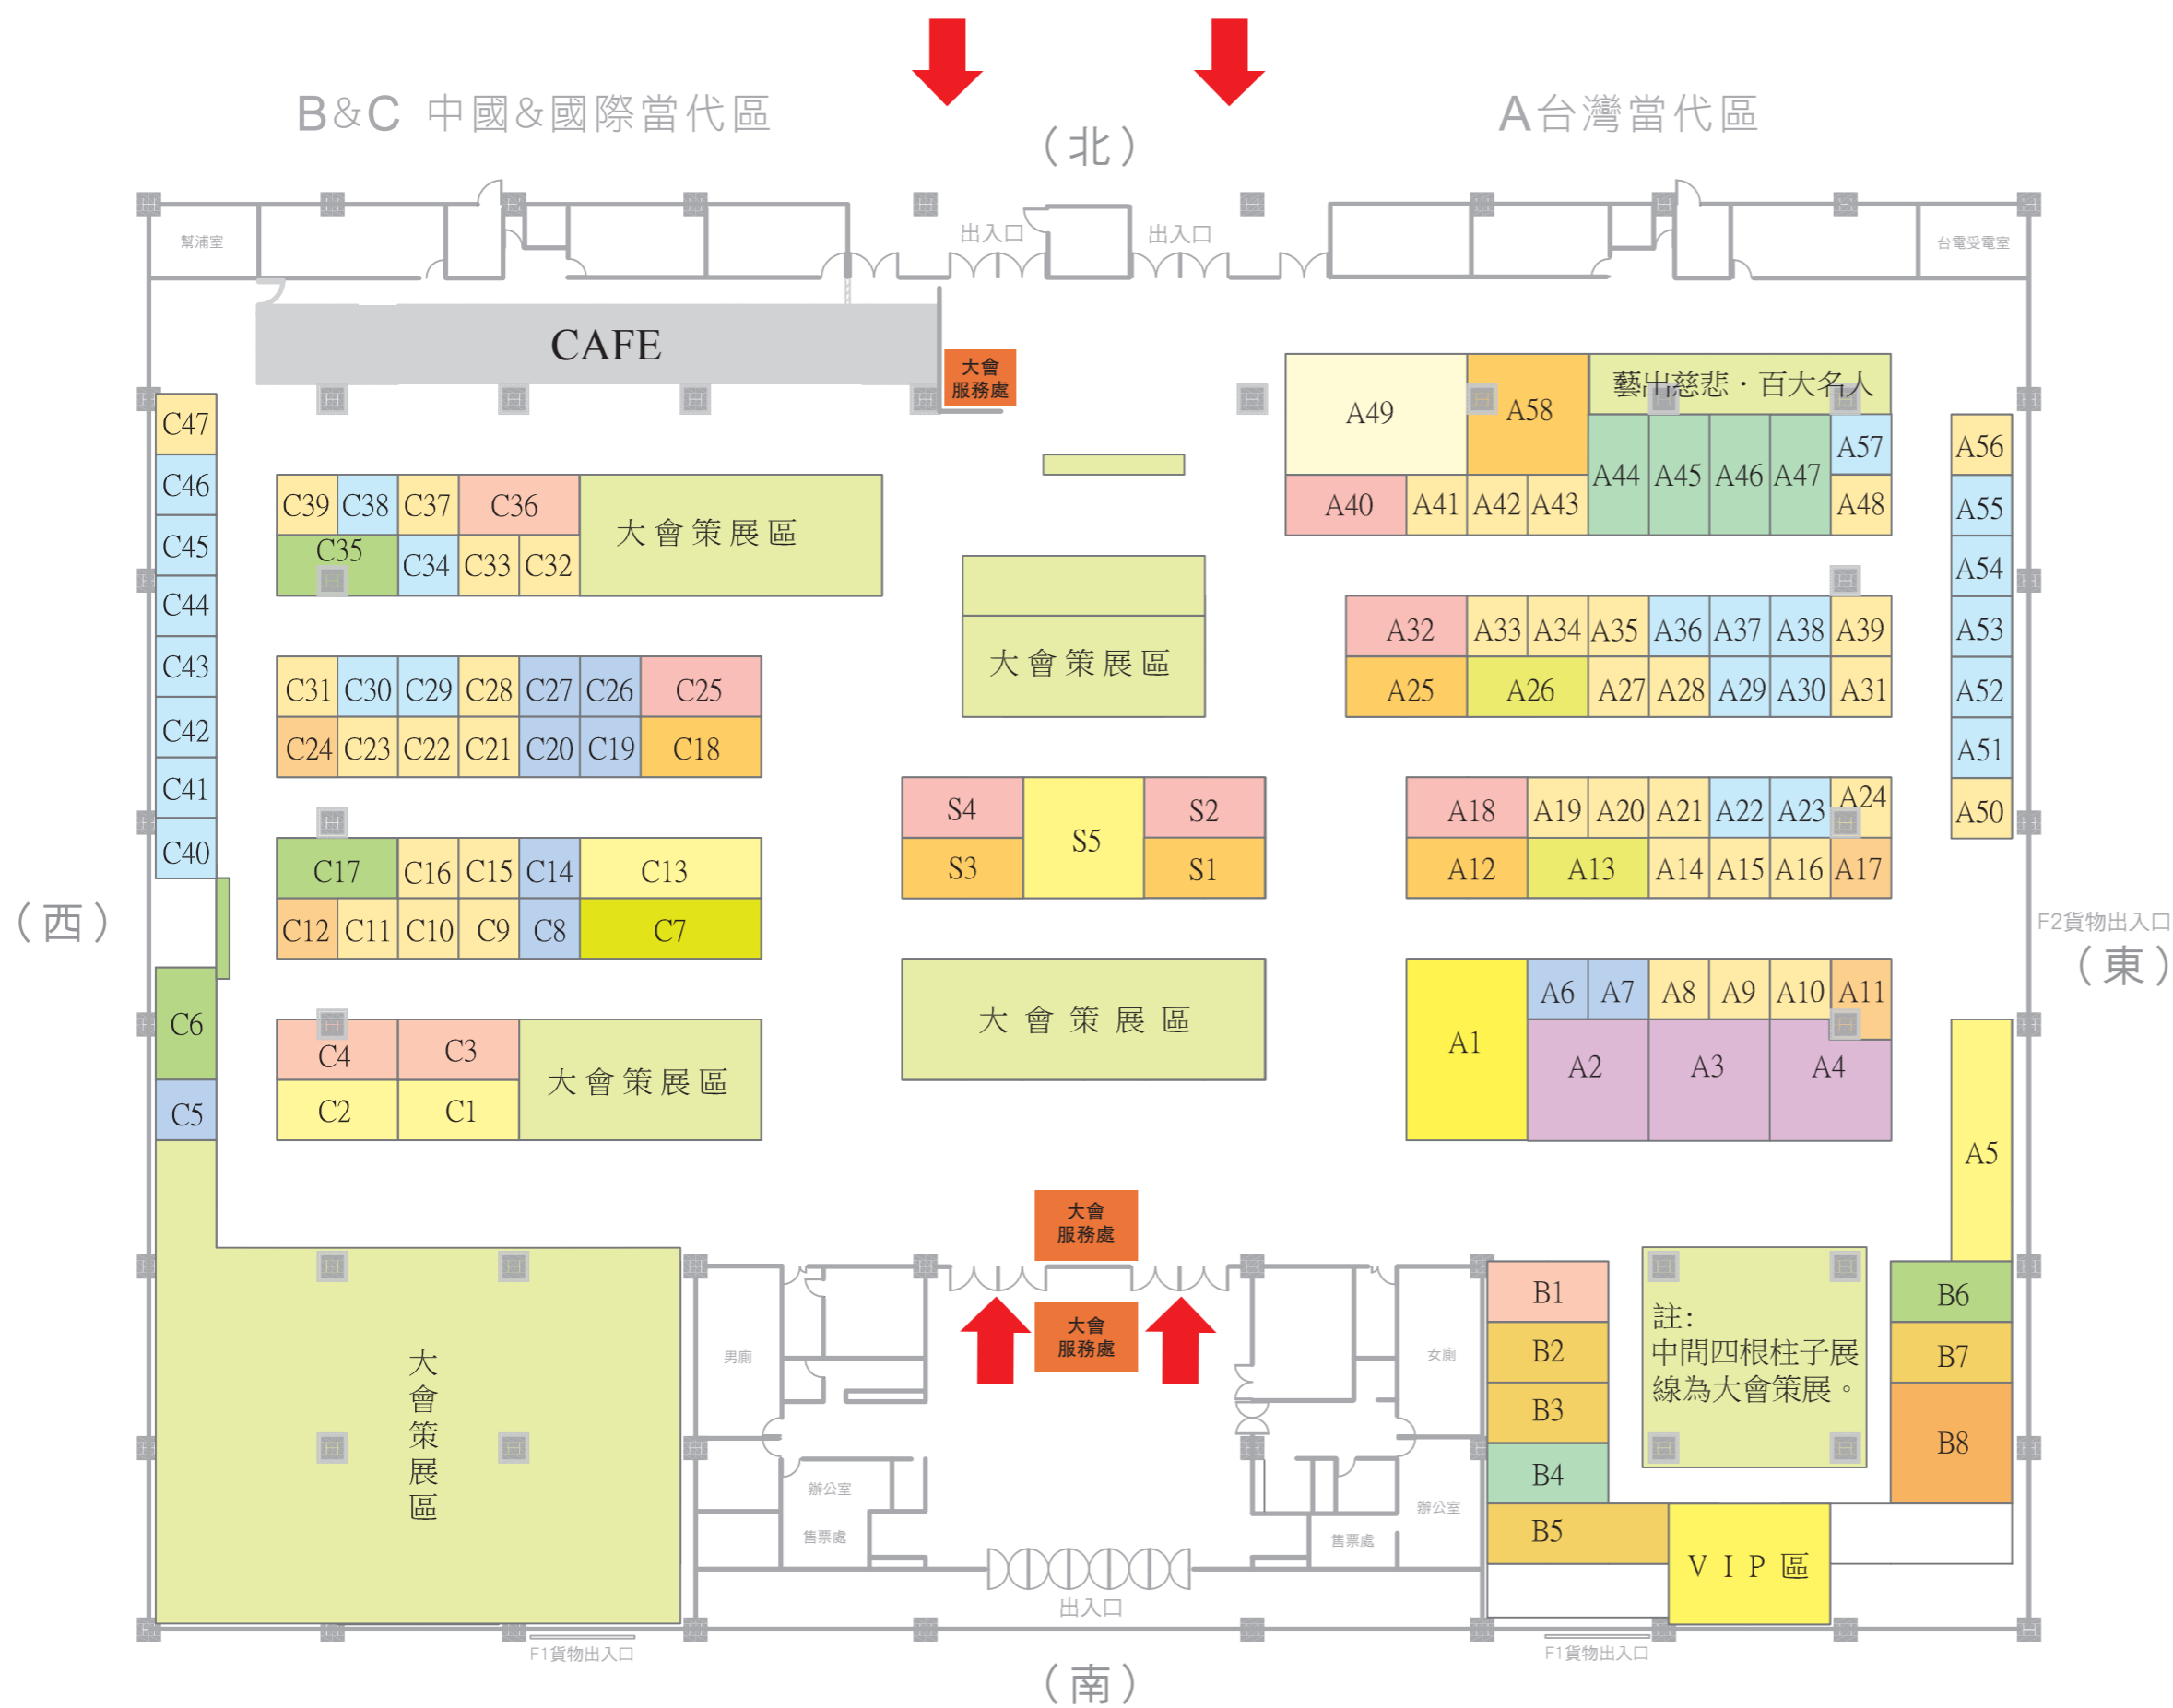 B&C 中國&國際當代區
A台灣當代區
（北）
幫浦室
出入口
出入口
台電受電室
CAFE
大會
服務處
A49
A58
藝出慈悲．百大名人
A40 A41 A42 A43 A44 A45 A46 A47 A57
A48
C47
C46
C45
C44
C43
C42
C41
C40
C39 C38 C37 C36
大會策展區
C35 C34 C33 C32
大會策展區
A56
A55
A54
A53
A52
A51
A50
A32 A33 A34 A35 A36 A37 A38 A39
A25 A26 A27 A28 A29 A30 A31
C31 C30 C29 C28 C27 C26 C25
C24 C23 C22 C21 C20 C19 C18
S4 S5 S2
S3 S1
A18 A19 A20 A21 A22 A23 A24
A12 A13 A14 A15 A16 A17
C17 C16 C15 C14 C13
C12 C11 C10 C9 C8 C7
（西）
F2貨物出入口
（東）
C6
C5
C4 C3
C2 C1
大會策展區
大會策展區
A1 A6 A7 A8 A9 A10 A11
A2 A3 A4
A5
大會
服務處
大會
服務處
大會策展區
男廁
辦公室
售票處
女廁
辦公室
售票處
B1
B2
B3
B4
B5
註:
中間四根柱子展
線為大會策展。
B6
B7
B8
VIP區
出入口
F1貨物出入口
F1貨物出入口
（南）